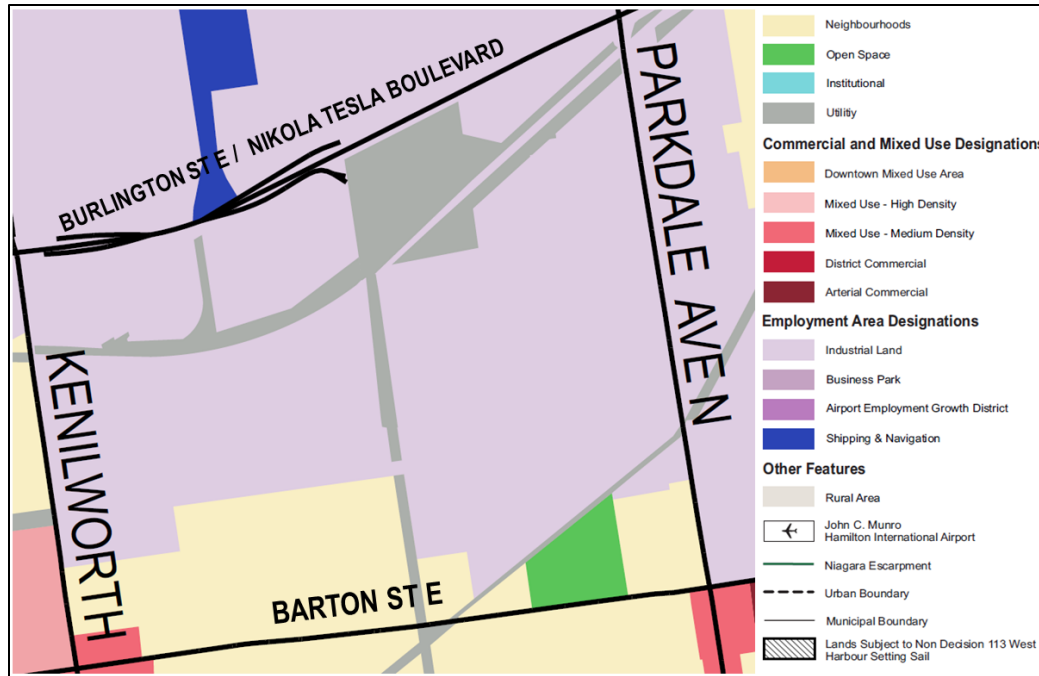 BURLINGTON ST E / NIKOLA TESLA BOULEVARD
PARKDALE AVE N
KENILWORTH
BARTON ST E
Neighbourhoods
Open Space
Institutional
Utilitiy
Commercial and Mixed Use Designations
Downtown Mixed Use Area
Mixed Use - High Density
Mixed Use - Medium Density
District Commercial
Arterial Commercial
Employment Area Designations
Industrial Land
Business Park
Airport Employment Growth District
Shipping & Navigation
Other Features
Rural Area
John C. Munro
Hamilton International Airport
Niagara Escarpment
Urban Boundary
Municipal Boundary
Lands Subject to Non Decision 113 West
Harbour Setting Sail